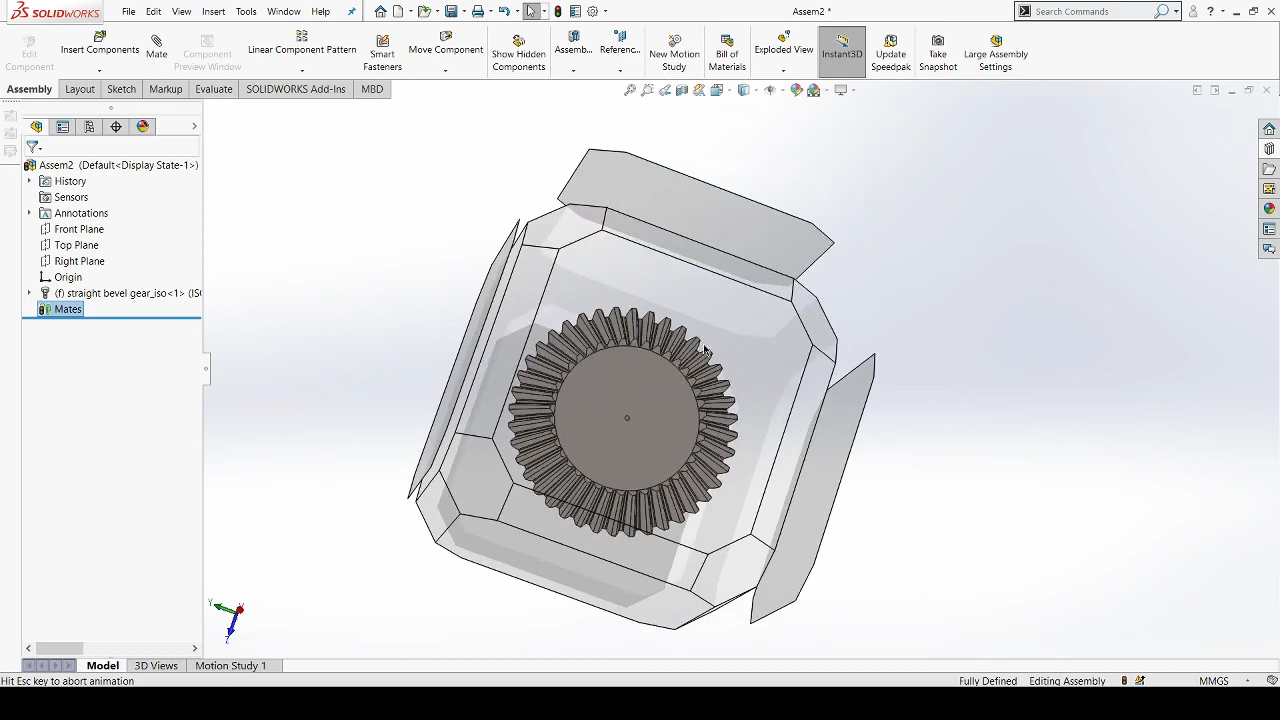 SOLIDWORKS File Edit View Insert Tools Window Help Assem2 * Search Commands
Edit Component Insert Components Mate Component Preview Window Linear Component Pattern Smart Fasteners Move Component Show Hidden Components Assemb... Referenc... New Motion Study Bill of Materials Exploded View Instant3D Update Speedpak Take Snapshot Large Assembly Settings
Assembly Layout Sketch Markup Evaluate SOLIDWORKS Add-Ins MBD
Assem2 (Default<Display State-1>)
History
Sensors
Annotations
Front Plane
Top Plane
Right Plane
Origin
(f) straight bevel gear_iso<1> (ISO
Mates
Y
Z
Model 3D Views Motion Study 1
Hit Esc key to abort animation Fully Defined Editing Assembly MMGS